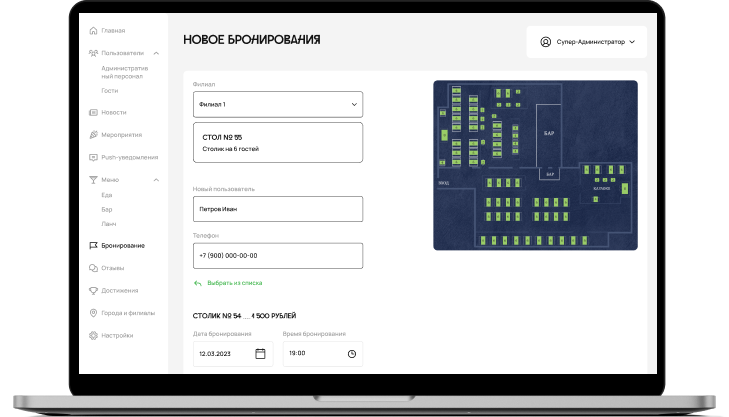 Главная
Пользователи
Административ
ный персонал
Гости
Новости
Мероприятия
Push-уведомления
Меню
Еда
Бар
Ланч
Бронирование
Отзывы
Достижения
Города и филиалы
Настройки
НОВОЕ БРОНИРОВАНИЯ
Супер-Администратор
Филиал
Филиал 1
СТОЛ № 55
Столик на 6 гостей
Новый пользователь
Петров Иван
Телефон
+7 (900) 000-00-00
Выбрать из списка
СТОЛИК № 54 ... 1 500 РУБЛЕЙ
Дата бронирования
Время бронирования
12.03.2023
19:00
БАР
БАР
ВХОД